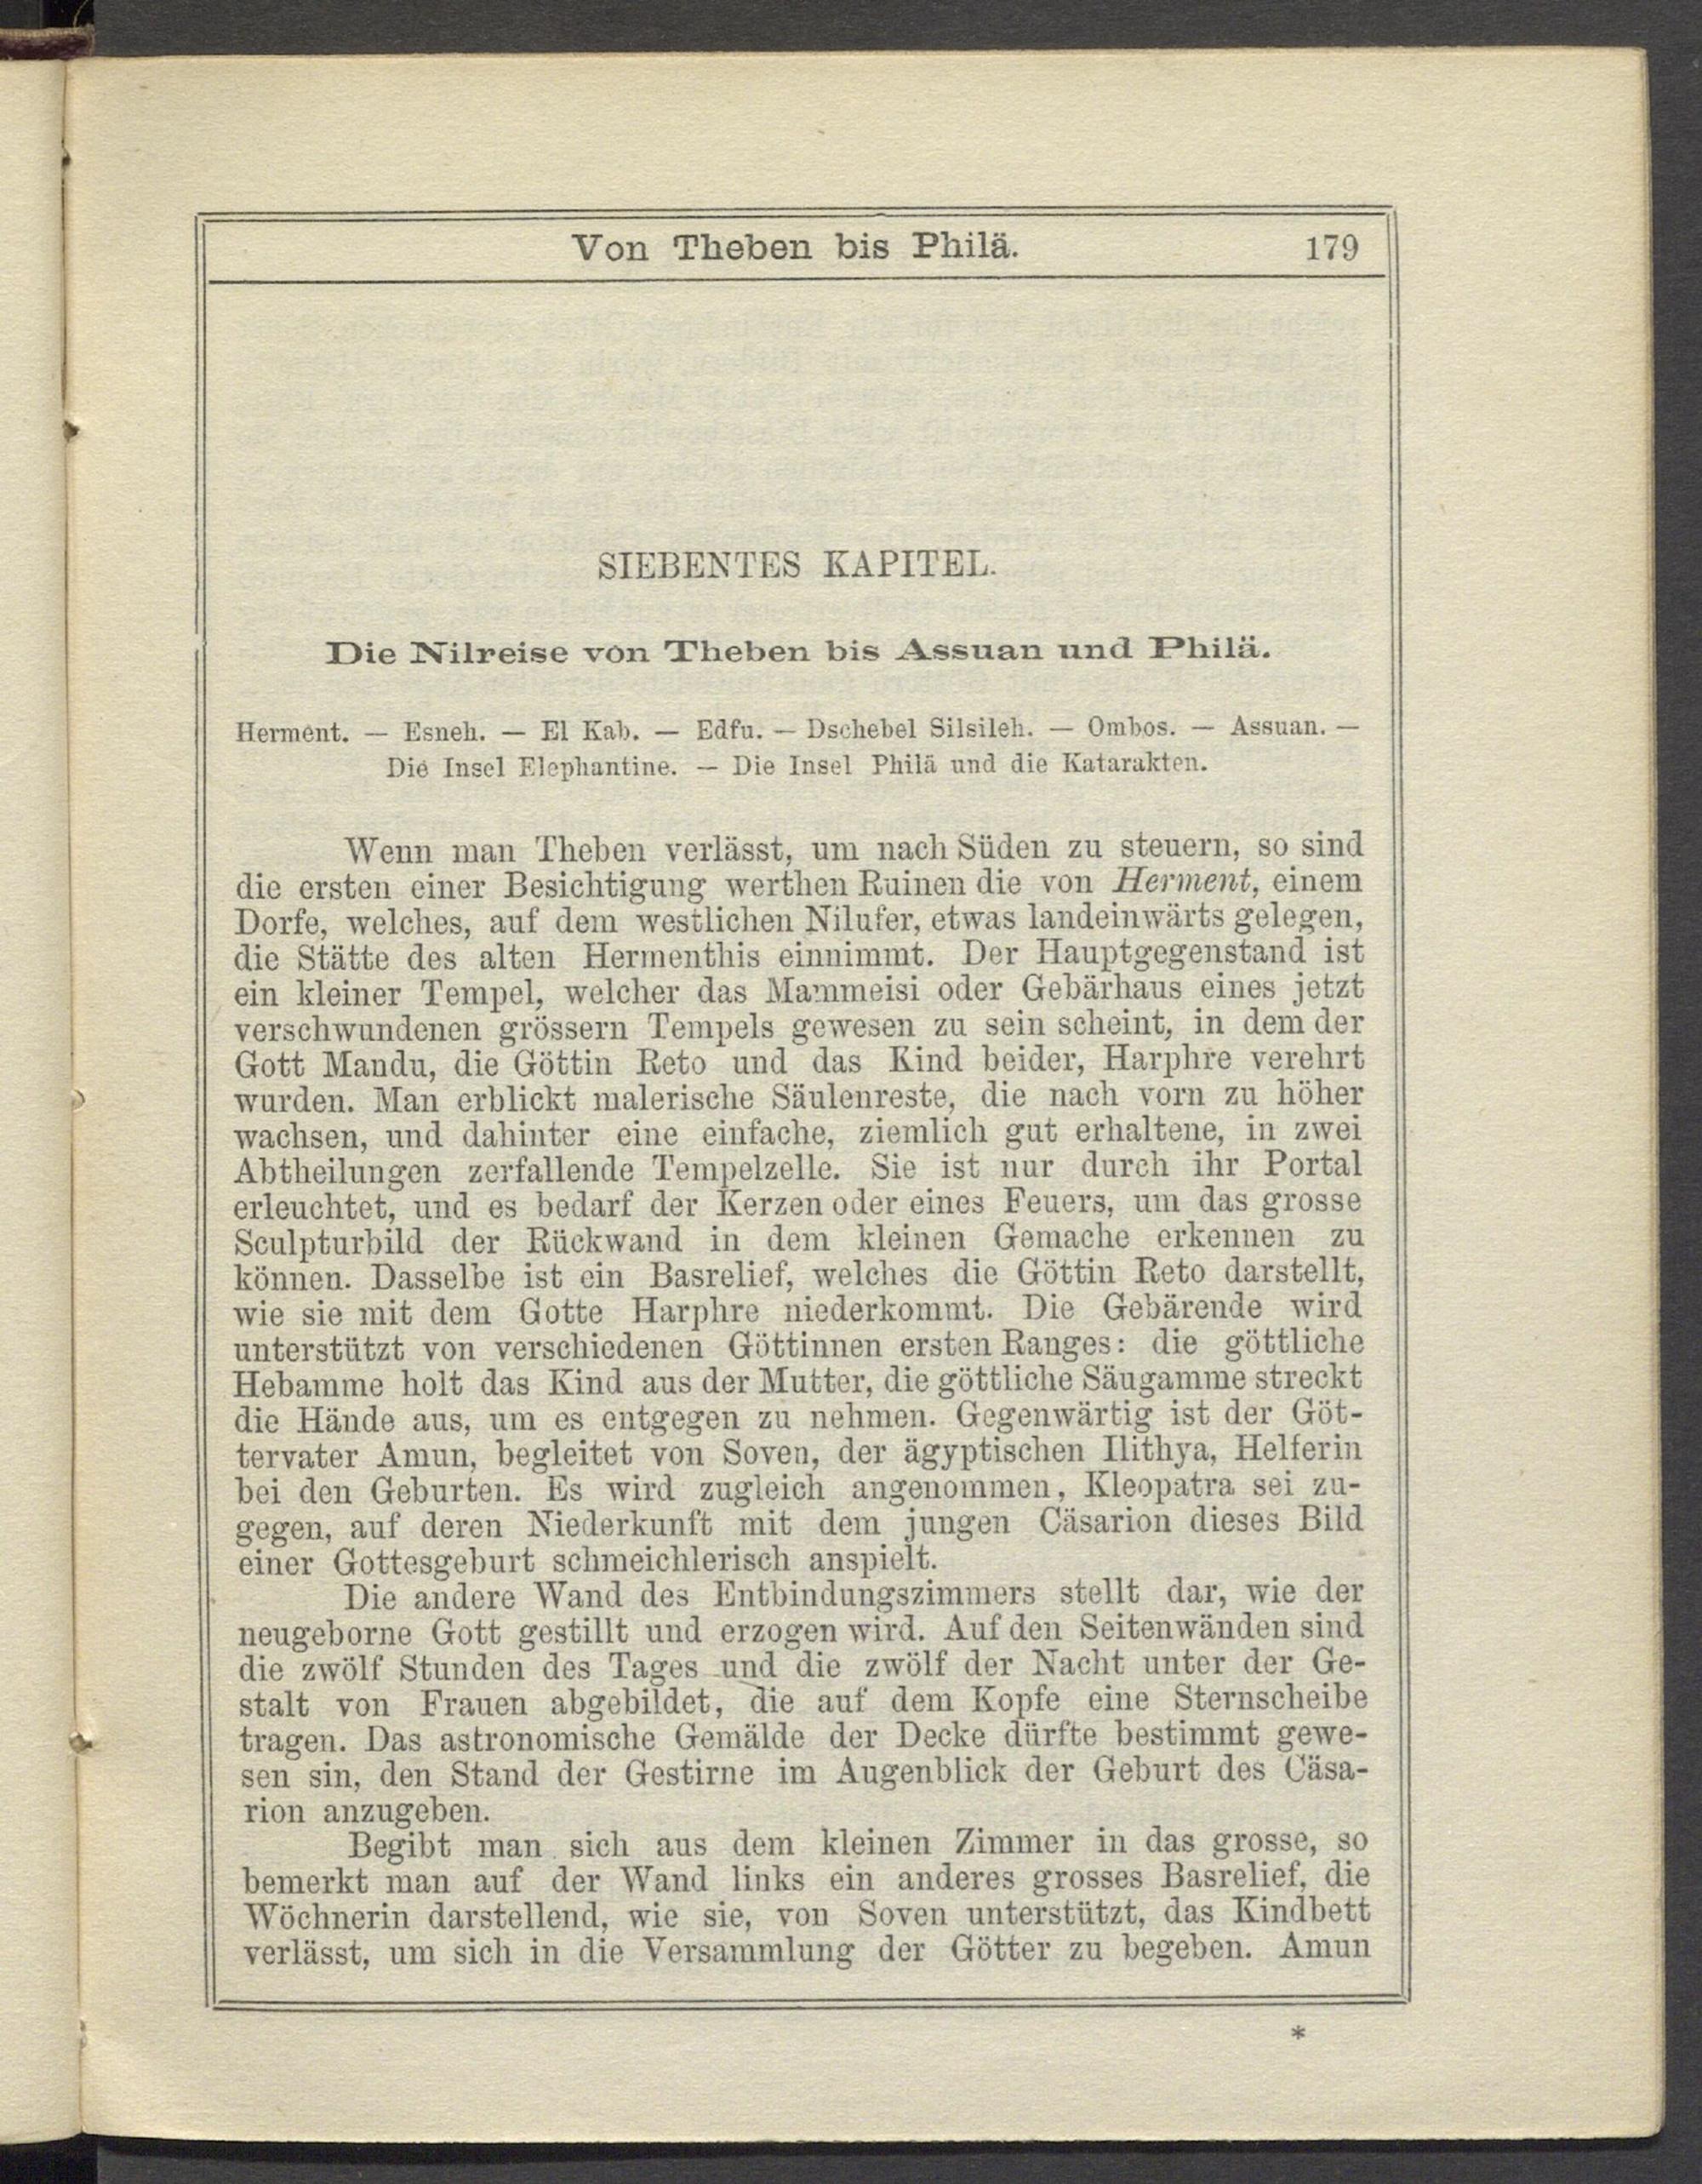 Von Theben bis Philä. 179
SIEBENTES KAPITEL.
Die Nilreise von Theben bis Assuan und Philä.
Herment. — Esneh. — El Kab. — Edfu. — Dschebel Silsileh. — Ombos. — Assuan. —
Die Insel Elephantine. — Die Insel Philä und die Katarakten.
Wenn man Theben verlässt, um nach Süden zu steuern, so sind
die ersten einer Besichtigung werthen Ruinen die von Herment, einem
Dorfe, welches, auf dem westlichen Nilufer, etwas landeinwärts gelegen,
die Stätte des alten Hermenthis einnimmt. Der Hauptgegenstand ist
ein kleiner Tempel, welcher das Mammeisi oder Gebärhaus eines jetzt
verschwundenen grössern Tempels gewesen zu sein scheint, in dem der
Gott Mandu, die Göttin Reto und das Kind beider, Harphre verehrt
wurden. Man erblickt malerische Säulenreste, die nach vorn zu höher
wachsen, und dahinter eine einfache, ziemlich gut erhaltene, in zwei
Abtheilungen zerfallende Tempelzelle. Sie ist nur durch ihr Portal
erleuchtet, und es bedarf der Kerzen oder eines Feuers, um das grosse
Sculpturbild der Rückwand in dem kleinen Gemache erkennen zu
können. Dasselbe ist ein Basrelief, welches die Göttin Reto darstellt,
wie sie mit dem Gotte Harphre niederkommt. Die Gebärende wird
unterstützt von verschiedenen Göttinnen ersten Ranges: die göttliche
Hebamme holt das Kind aus der Mutter, die göttliche Säugamme streckt
die Hände aus, um es entgegen zu nehmen. Gegenwärtig ist der Göt-
tervater Amun, begleitet von Soven, der ägyptischen Ilithya, Helferin
bei den Geburten. Es wird zugleich angenommen, Kleopatra sei zu-
gegen, auf deren Niederkunft mit dem jungen Cäsarion dieses Bild
einer Gottesgeburt schmeichlerisch anspielt.
Die andere Wand des Entbindungszimmers stellt dar, wie der
neugeborne Gott gestillt und erzogen wird. Auf den Seitenwänden sind
die zwölf Stunden des Tages und die zwölf der Nacht unter der Ge-
stalt von Frauen abgebildet, die auf dem Kopfe eine Sternscheibe
tragen. Das astronomische Gemälde der Decke dürfte bestimmt gewe-
sen sin, den Stand der Gestirne im Augenblick der Geburt des Cäsa-
rion anzugeben.
Begibt man sich aus dem kleinen Zimmer in das grosse, so
bemerkt man auf der Wand links ein anderes grosses Basrelief, die
Wöchnerin darstellend, wie sie, von Soven unterstützt, das Kindbett
verlässt, um sich in die Versammlung der Götter zu begeben. Amun
*